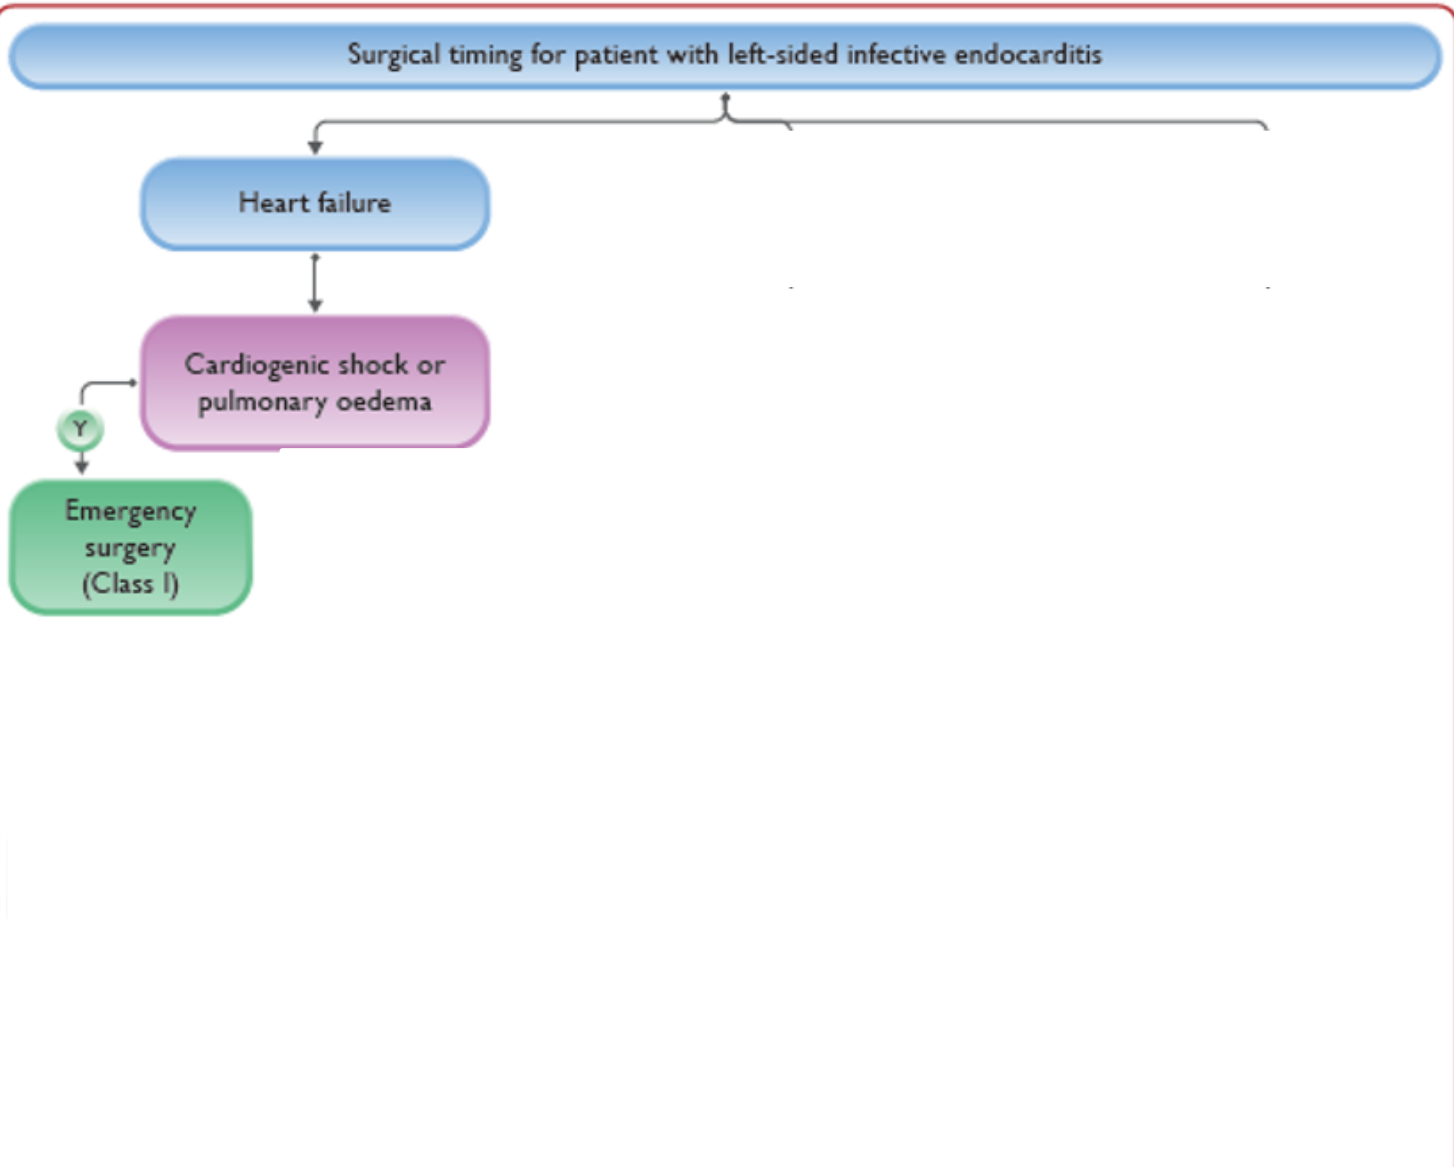 Surgical timing for patient with left-sided infective endocarditis
Heart failure
Cardiogenic shock or
pulmonary oedema
Y
Emergency
surgery
(Class I)